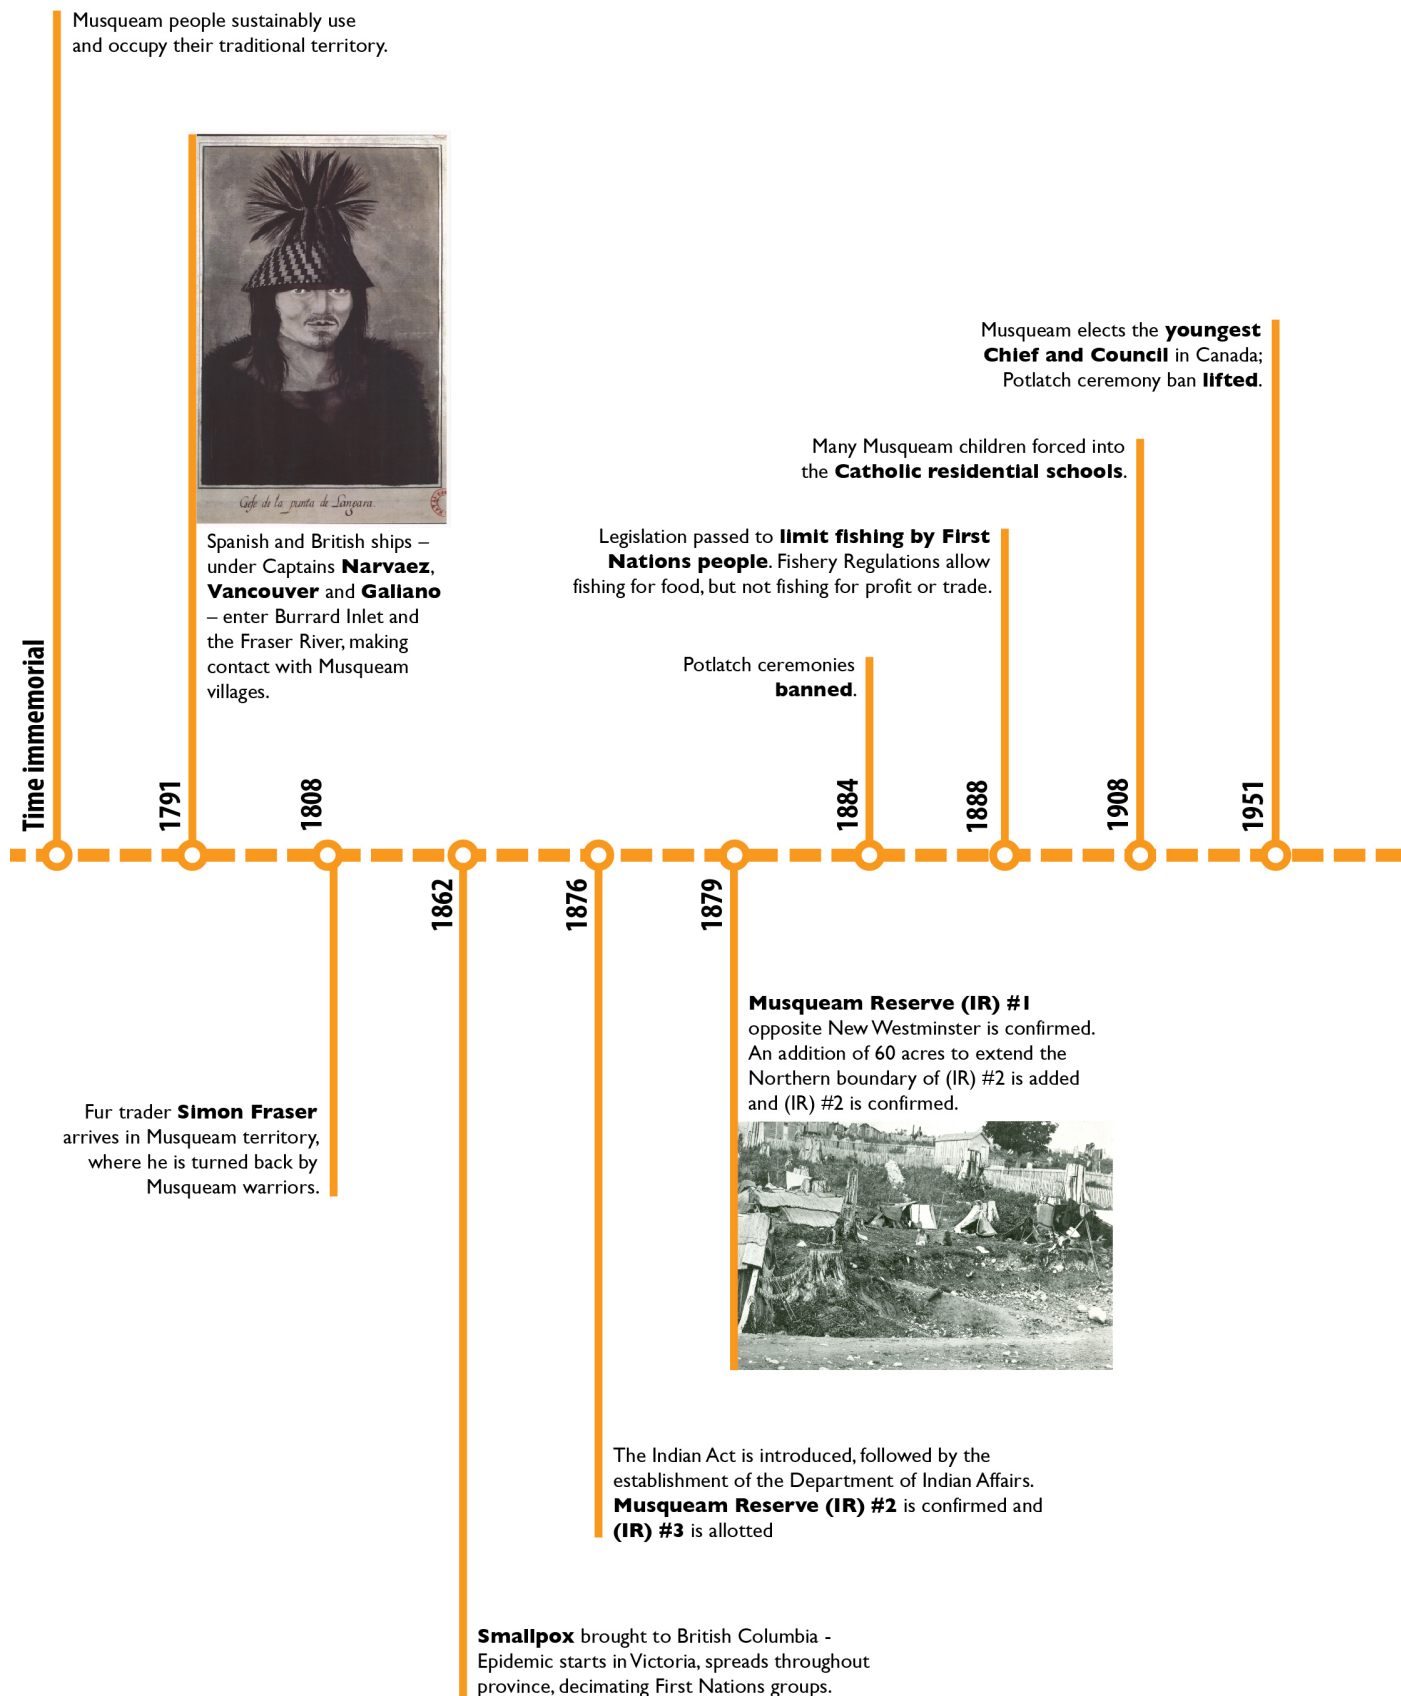 Musqueam people sustainably use
and occupy their traditional territory.
Time immemorial
Gefe de la punta de Langara.
Spanish and British ships –
under Captains Narvaez,
Vancouver and Galiano
– enter Burrard Inlet and
the Fraser River, making
contact with Musqueam
villages.
1791
1808
Fur trader Simon Fraser
arrives in Musqueam territory,
where he is turned back by
Musqueam warriors.
1862
Smallpox brought to British Columbia -
Epidemic starts in Victoria, spreads throughout
province, decimating First Nations groups.
1876
The Indian Act is introduced, followed by the
establishment of the Department of Indian Affairs.
Musqueam Reserve (IR) #2 is confirmed and
(IR) #3 is allotted
1879
Musqueam Reserve (IR) #1
opposite New Westminster is confirmed.
An addition of 60 acres to extend the
Northern boundary of (IR) #2 is added
and (IR) #2 is confirmed.
Potlatch ceremonies
banned.
1884
Legislation passed to limit fishing by First
Nations people. Fishery Regulations allow
fishing for food, but not fishing for profit or trade.
1888
Many Musqueam children forced into
the Catholic residential schools.
1908
Musqueam elects the youngest
Chief and Council in Canada;
Potlatch ceremony ban lifted.
1951